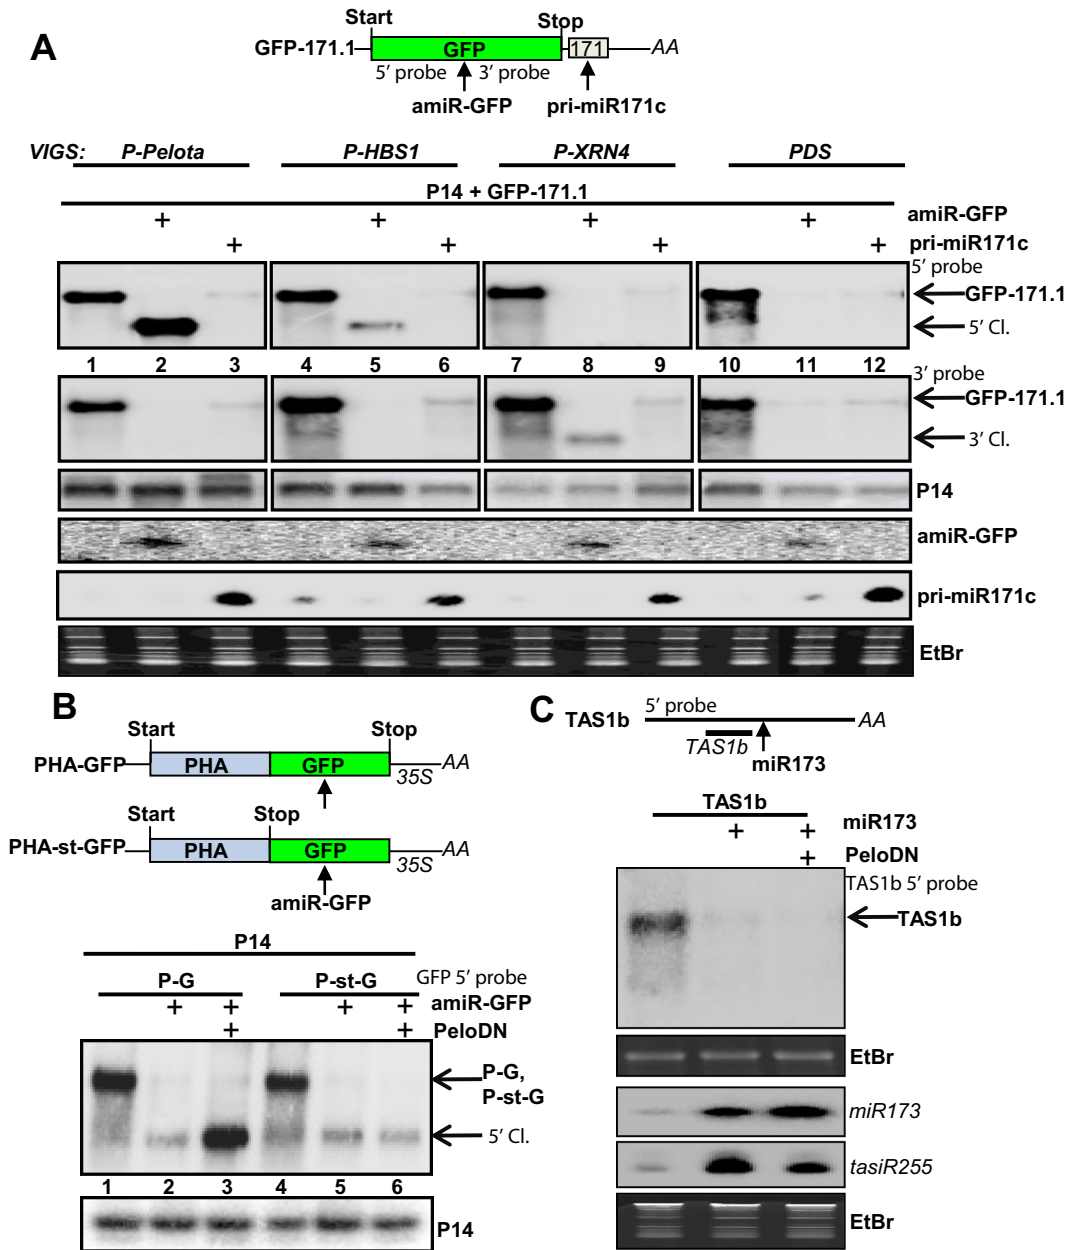 A
Start Stop
GFP-171.1 GFP 171 AA
5’ probe 3’ probe
amiR-GFP pri-miR171c
VIGS: P-Pelota P-HBS1 P-XRN4 PDS
P14 + GFP-171.1
+ + + + amiR-GFP
+ + + + pri-miR171c
5’ probe
GFP-171.1
5’ Cl.
1 2 3 4 5 6 7 8 9 10 11 12
3’ probe
GFP-171.1
3’ Cl.
P14
amiR-GFP
pri-miR171c
EtBr
B
Start Stop
PHA-GFP PHA GFP 35S AA
Start Stop
PHA-st-GFP PHA GFP 35S AA
amiR-GFP
P14
P-G P-st-G GFP 5’ probe
+ + + + amiR-GFP
+ + PeloDN
P-G,
P-st-G
5’ Cl.
1 2 3 4 5 6
P14
C
5’ probe
TAS1b AA
TAS1b
miR173
TAS1b
+ + miR173
+ PeloDN
TAS1b 5’ probe
TAS1b
EtBr
miR173
tasiR255
EtBr